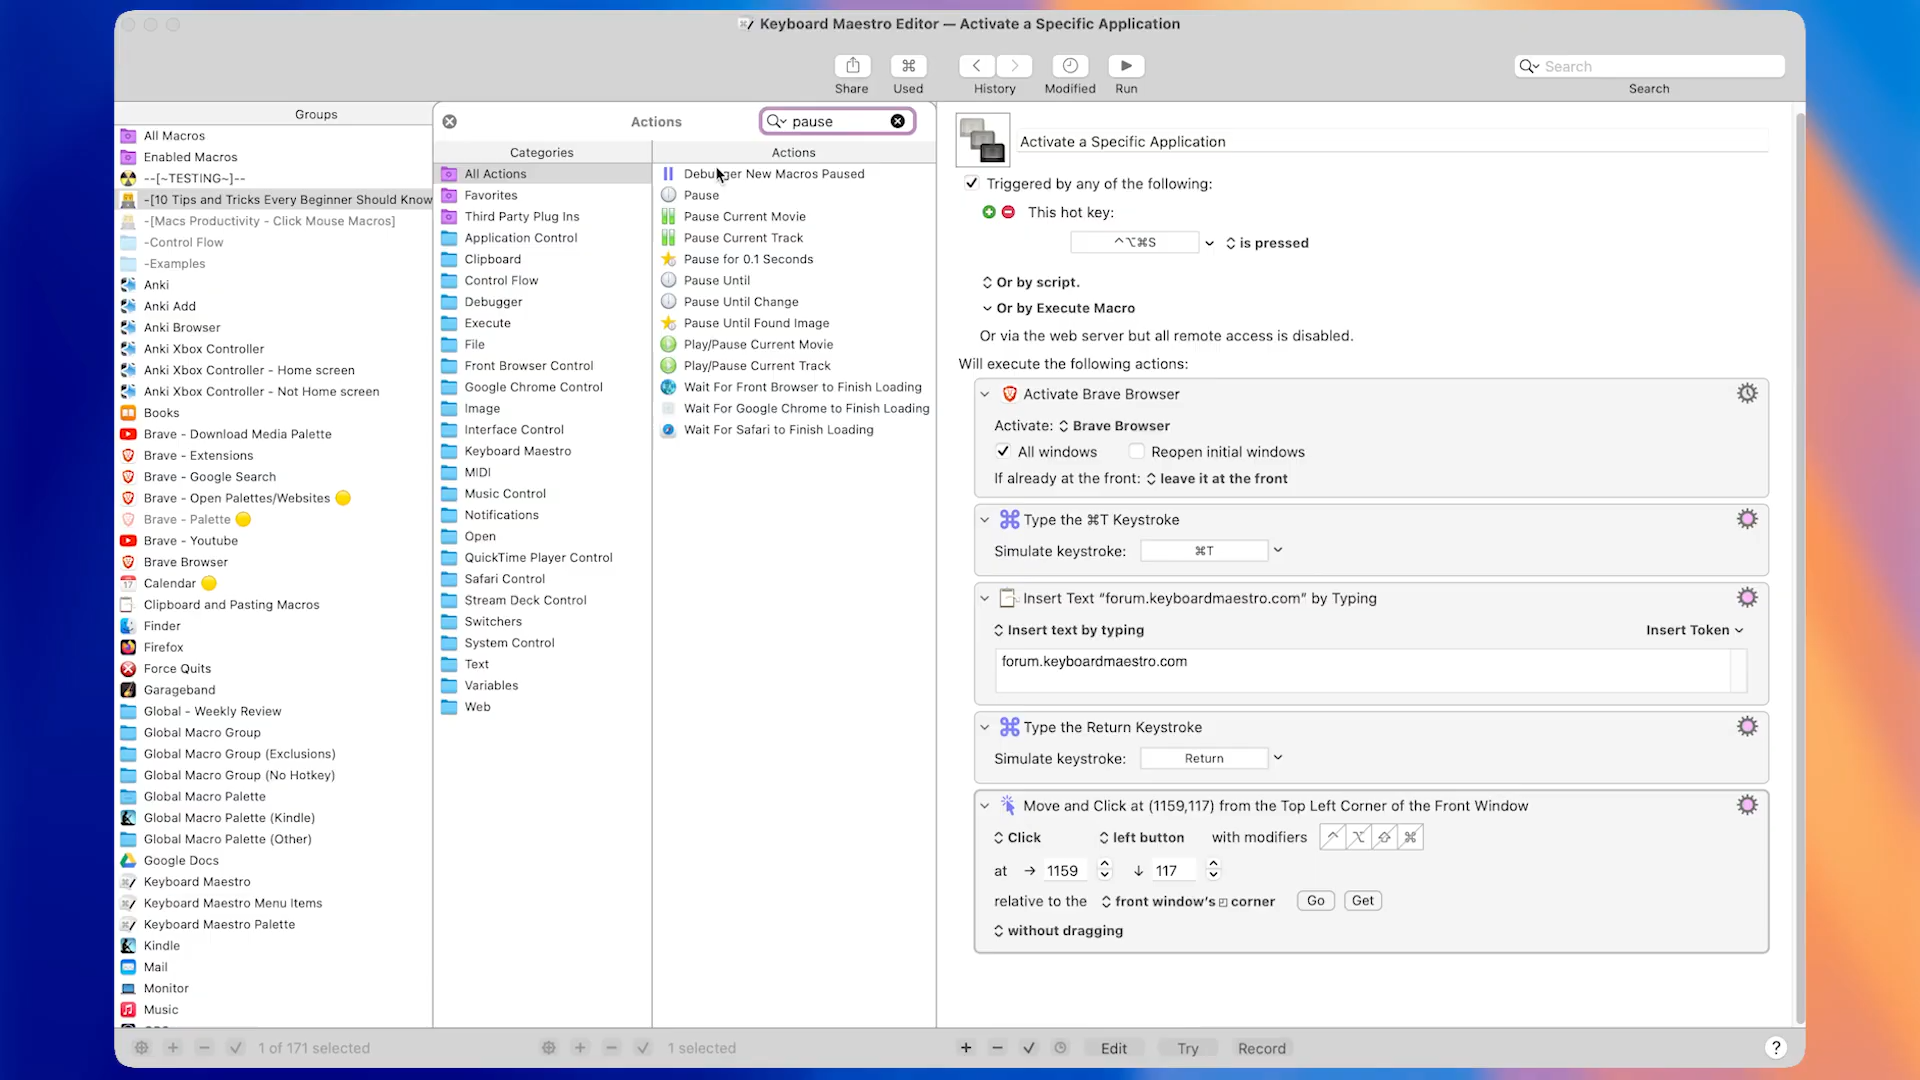 Keyboard Maestro Editor — Activate a Specific Application
Share
Used
History
Modified
Run
Search
Search
Groups
All Macros
Enabled Macros
--[~TESTING~]--
-[10 Tips and Tricks Every Beginner Should Know
-[Macs Productivity - Click Mouse Macros]
-Control Flow
-Examples
Anki
Anki Add
Anki Browser
Anki Xbox Controller
Anki Xbox Controller - Home screen
Anki Xbox Controller - Not Home screen
Books
Brave - Download Media Palette
Brave - Extensions
Brave - Google Search
Brave - Open Palettes/Websites
Brave - Palette
Brave - Youtube
Brave Browser
17
Calendar
Clipboard and Pasting Macros
Finder
Firefox
Force Quits
Garageband
Global - Weekly Review
Global Macro Group
Global Macro Group (Exclusions)
Global Macro Group (No Hotkey)
Global Macro Palette
Global Macro Palette (Kindle)
Global Macro Palette (Other)
Google Docs
Keyboard Maestro
Keyboard Maestro Menu Items
Keyboard Maestro Palette
Kindle
Mail
Monitor
Music
1 of 171 selected
Actions
pause
Categories
All Actions
Favorites
Third Party Plug Ins
Application Control
Clipboard
Control Flow
Debugger
Execute
File
Front Browser Control
Google Chrome Control
Image
Interface Control
Keyboard Maestro
MIDI
Music Control
Notifications
Open
QuickTime Player Control
Safari Control
Stream Deck Control
Switchers
System Control
Text
Variables
Web
Actions
Debugger New Macros Paused
Pause
Pause Current Movie
Pause Current Track
Pause for 0.1 Seconds
Pause Until
Pause Until Change
Pause Until Found Image
Play/Pause Current Movie
Play/Pause Current Track
Wait For Front Browser to Finish Loading
Wait For Google Chrome to Finish Loading
Wait For Safari to Finish Loading
1 selected
Activate a Specific Application
Triggered by any of the following:
This hot key:
⌃⌥⌘S is pressed
Or by script.
Or by Execute Macro
Or via the web server but all remote access is disabled.
Will execute the following actions:
Activate Brave Browser
Activate: Brave Browser
All windows Reopen initial windows
If already at the front: leave it at the front
Type the ⌘T Keystroke
Simulate keystroke: ⌘T
Insert Text “forum.keyboardmaestro.com” by Typing
Insert text by typing Insert Token
forum.keyboardmaestro.com
Type the Return Keystroke
Simulate keystroke: Return
Move and Click at (1159,117) from the Top Left Corner of the Front Window
Click left button with modifiers ⌃ ⌥ ⇧ ⌘
at → 1159 ↓ 117
relative to the front window’s corner Go Get
without dragging
Edit Try Record ?